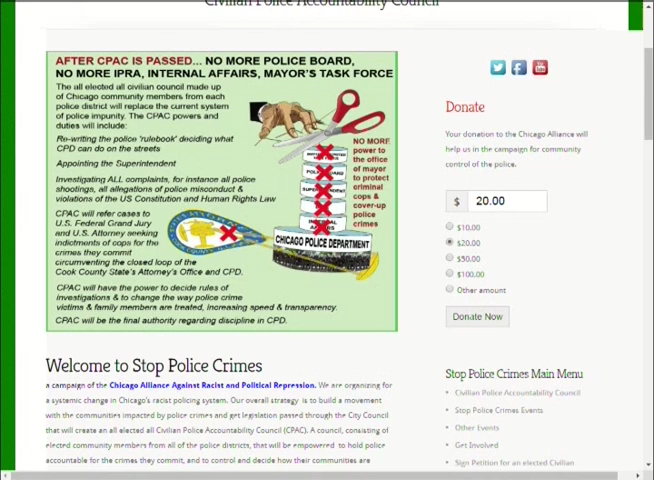 Civilian Police Accountability Council
AFTER CPAC IS PASSED... NO MORE POLICE BOARD,
NO MORE IPRA, INTERNAL AFFAIRS, MAYOR'S TASK FORCE
The all elected all civilian council made up
of Chicago community members from each
police district will replace the current system
of police impunity. The CPAC powers and
duties will include:
Re-writing the police 'rulebook' deciding what
CPD can do on the streets
Appointing the Superintendent
Investigating ALL complaints, for instance all police
shootings, all allegations of police misconduct &
violations of the US Constitution and Human Rights Law
CPAC will refer cases to
U.S. Federal Grand Jury
and U.S. Attorney seeking
indictments of cops for the
crimes they commit
circumventing the closed loop of the
Cook County State's Attorney's Office and CPD.
CPAC will have the power to decide rules of
investigations & to change the way police crime
victims & family members are treated, increasing speed & transparency.
CPAC will be the final authority regarding discipline in CPD.
NO MORE
power to
the office
of mayor
to protect
criminal
cops &
cover-up
police
crimes
CHICAGO POLICE DEPARTMENT
Welcome to Stop Police Crimes
a campaign of the Chicago Alliance Against Racist and Political Repression. We are organizing for
a systemic change in Chicago's racist policing system. Our overall strategy is to build a movement
with the communities impacted by police crimes and get legislation passed through the City Council
that will create an all elected all Civilian Police Accountability Council (CPAC). A council, consisting of
elected community members from all of the police districts, that will be empowered to hold police
accountable for the crimes they commit, and to control and decide how their communities are
Donate
Your donation to the Chicago Alliance will
help us in the campaign for community
control of the police.
$ 20.00
$10.00
$20.00
$50.00
$100.00
Other amount
Donate Now
Stop Police Crimes Main Menu
Civilian Police Accountability Council
Stop Police Crimes Events
Other Events
Get Involved
Sign Petition for an elected Civilian